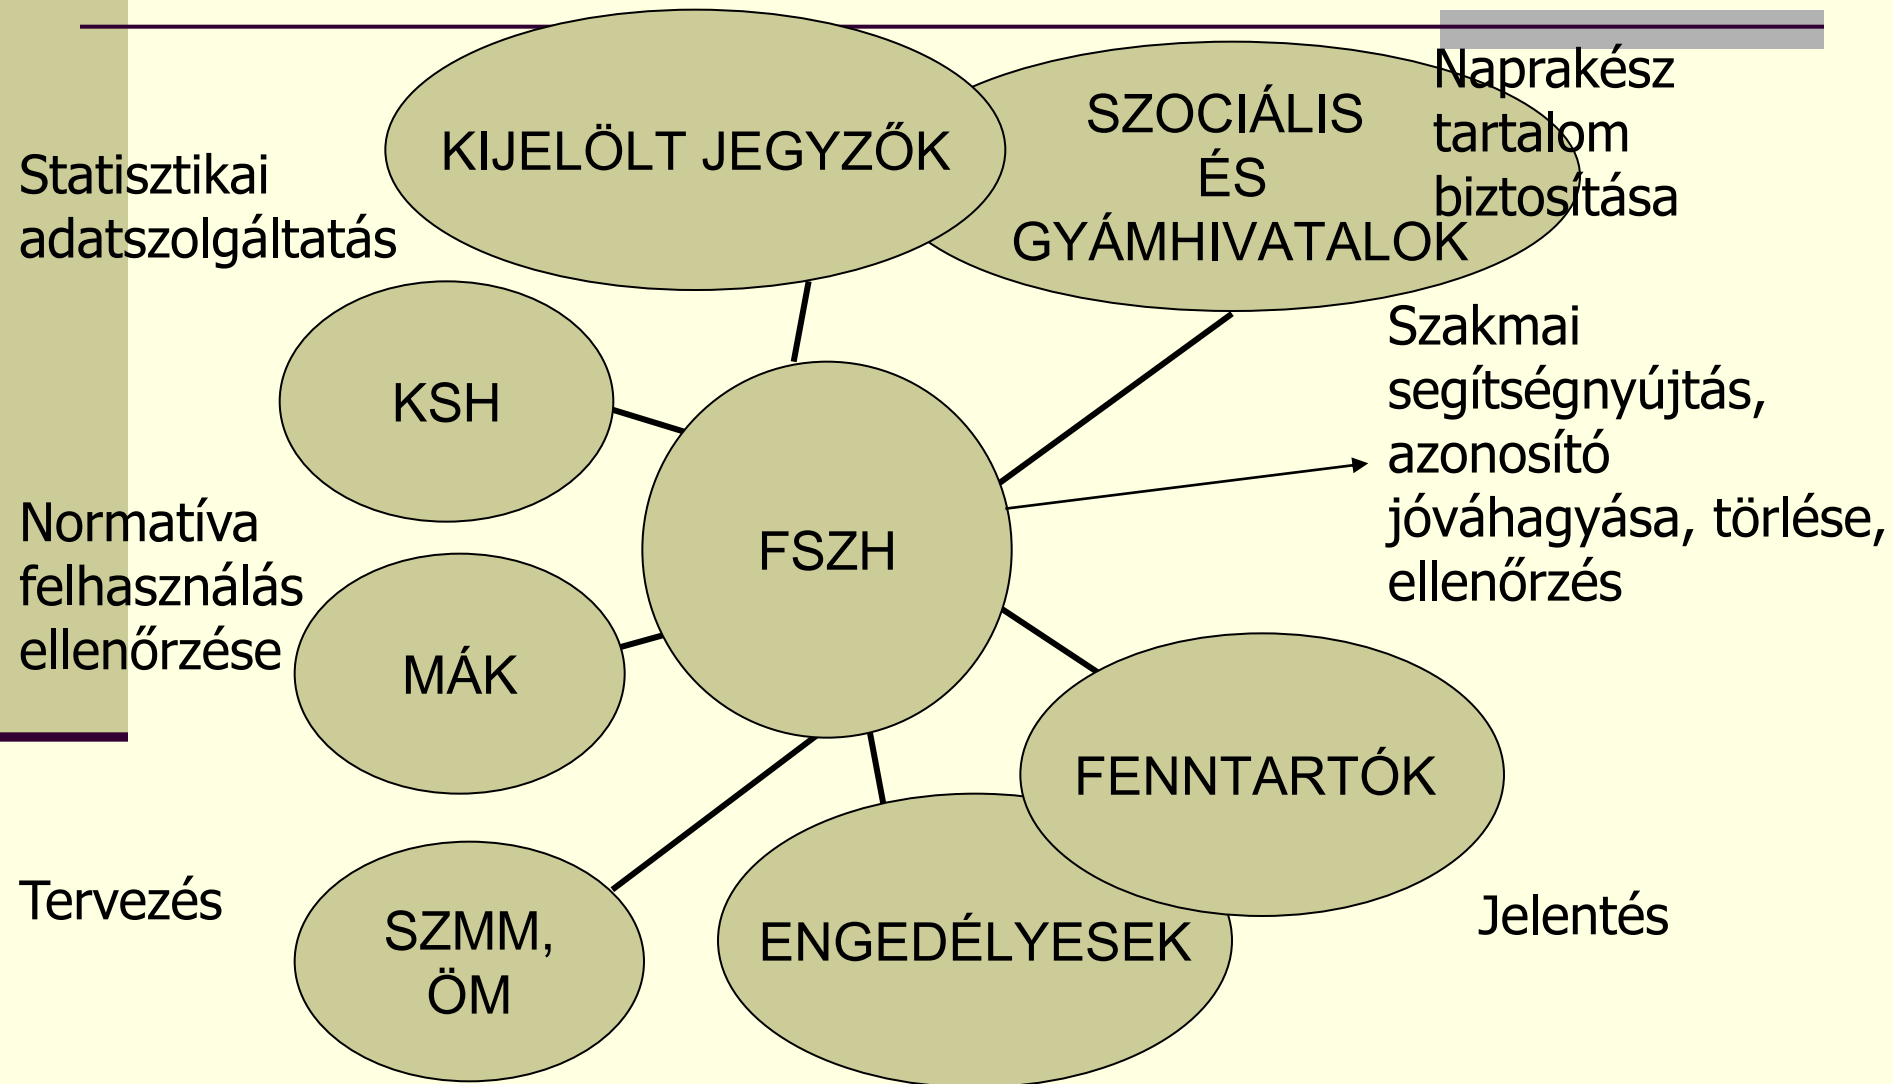 KIJELÖLT JEGYZŐK
SZOCIÁLIS
ÉS
GYÁMHIVATALOK
Naprakész
tartalom
biztosítása
Statisztikai
adatszolgáltatás
KSH
Szakmai
segítségnyújtás,
azonosító
jóváhagyása, törlése,
ellenőrzés
FSZH
Normatíva
felhasználás
ellenőrzése
MÁK
FENNTARTÓK
Tervezés
SZMM,
ÖM
ENGEDÉLYESEK
Jelentés